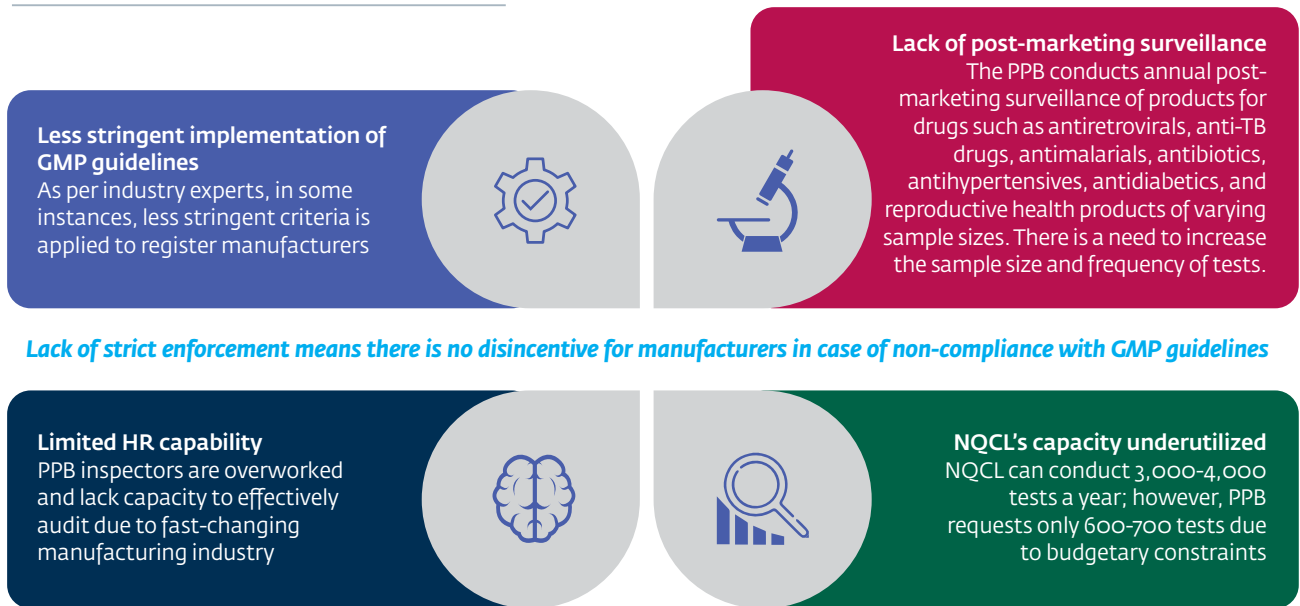 Less stringent implementation of
GMP guidelines
As per industry experts, in some
instances, less stringent criteria is
applied to register manufacturers
Lack of post-marketing surveillance
The PPB conducts annual post-
marketing surveillance of products for
drugs such as antiretrovirals, anti-TB
drugs, antimalarials, antibiotics,
antihypertensives, antidiabetics, and
reproductive health products of varying
sample sizes. There is a need to increase
the sample size and frequency of tests.
Lack of strict enforcement means there is no disincentive for manufacturers in case of non-compliance with GMP guidelines
Limited HR capability
PPB inspectors are overworked
and lack capacity to effectively
audit due to fast-changing
manufacturing industry
NQCL's capacity underutilized
NQCL can conduct 3,000-4,000
tests a year; however, PPB
requests only 600-700 tests due
to budgetary constraints